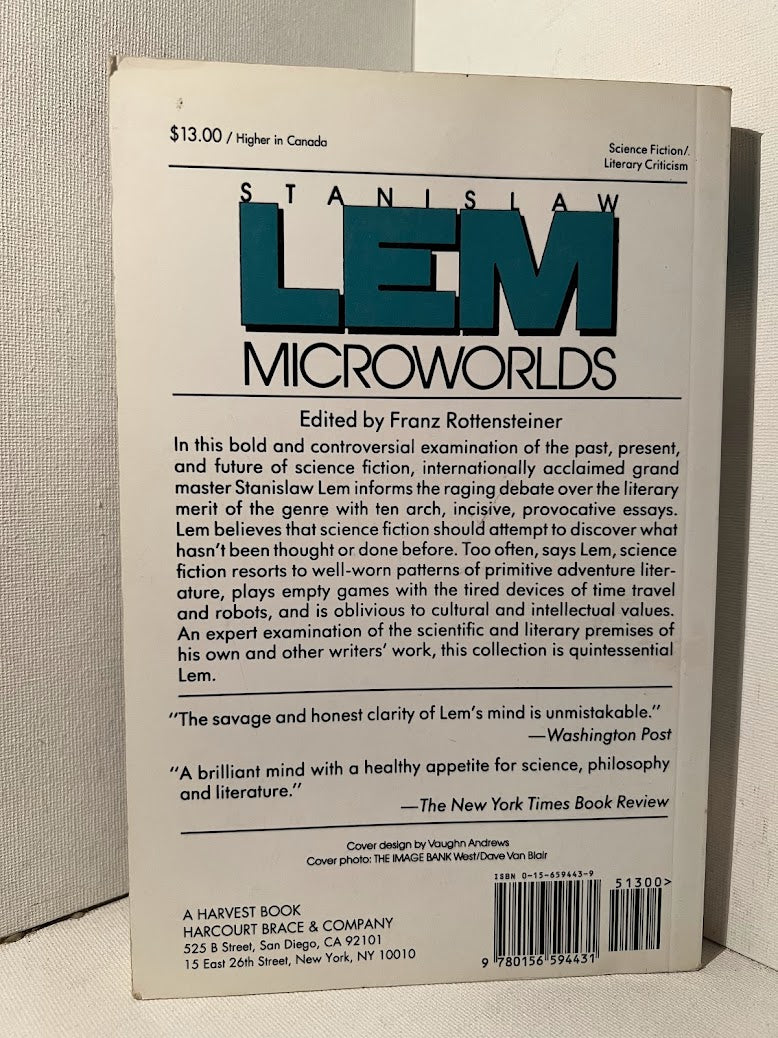 $13.00 / Higher in Canada
Science Fiction/.
Literary Criticism
STANISLAW
LEM
MICROWORLDS
Edited by Franz Rottensteiner
In this bold and controversial examination of the past, present,
and future of science fiction, internationally acclaimed grand
master Stanislaw Lem informs the raging debate over the literary
merit of the genre with ten arch, incisive, provocative essays.
Lem believes that science fiction should attempt to discover what
hasn't been thought or done before. Too often, says Lem, science
fiction resorts to well-worn patterns of primitive adventure liter-
ature, plays empty games with the tired devices of time travel
and robots, and is oblivious to cultural and intellectual values.
An expert examination of the scientific and literary premises of
his own and other writers' work, this collection is quintessential
Lem.
"The savage and honest clarity of Lem's mind is unmistakable."
—Washington Post
"A brilliant mind with a healthy appetite for science, philosophy
and literature."
—The New York Times Book Review
Cover design by Vaughn Andrews
Cover photo: THE IMAGE BANK West/Dave Van Blair
ISBN 0-15-659443-9
51300>
9 780156 594431
A HARVEST BOOK
HARCOURT BRACE & COMPANY
525 B Street, San Diego, CA 92101
15 East 26th Street, New York, NY 10010